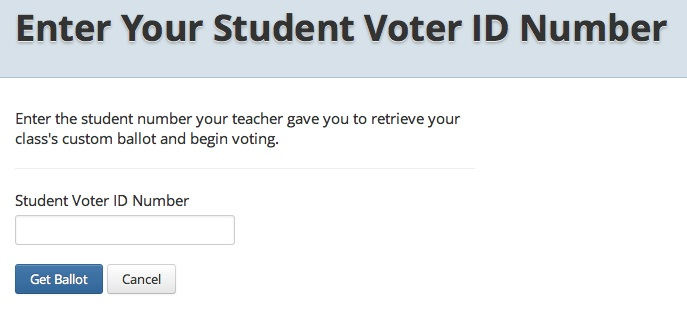 Enter Your Student Voter ID Number
Enter the student number your teacher gave you to retrieve your
class's custom ballot and begin voting.
Student Voter ID Number
Get Ballot Cancel